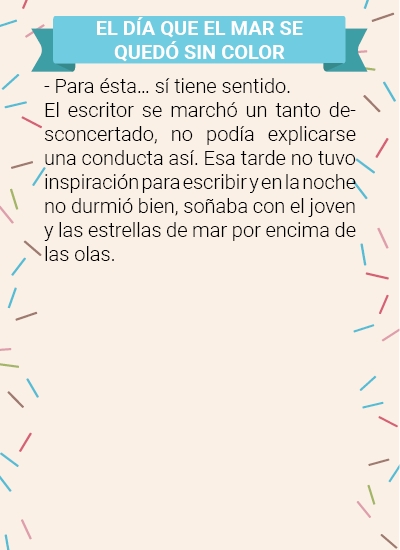 EL DÍA QUE EL MAR SE
QUEDÓ SIN COLOR
- Para ésta... sí tiene sentido.
El escritor se marchó un tanto de-
sconcertado, no podía explicarse
una conducta así. Esa tarde no tuvo
inspiración para escribir y en la noche
no durmió bien, soñaba con el joven
y las estrellas de mar por encima de
las olas.